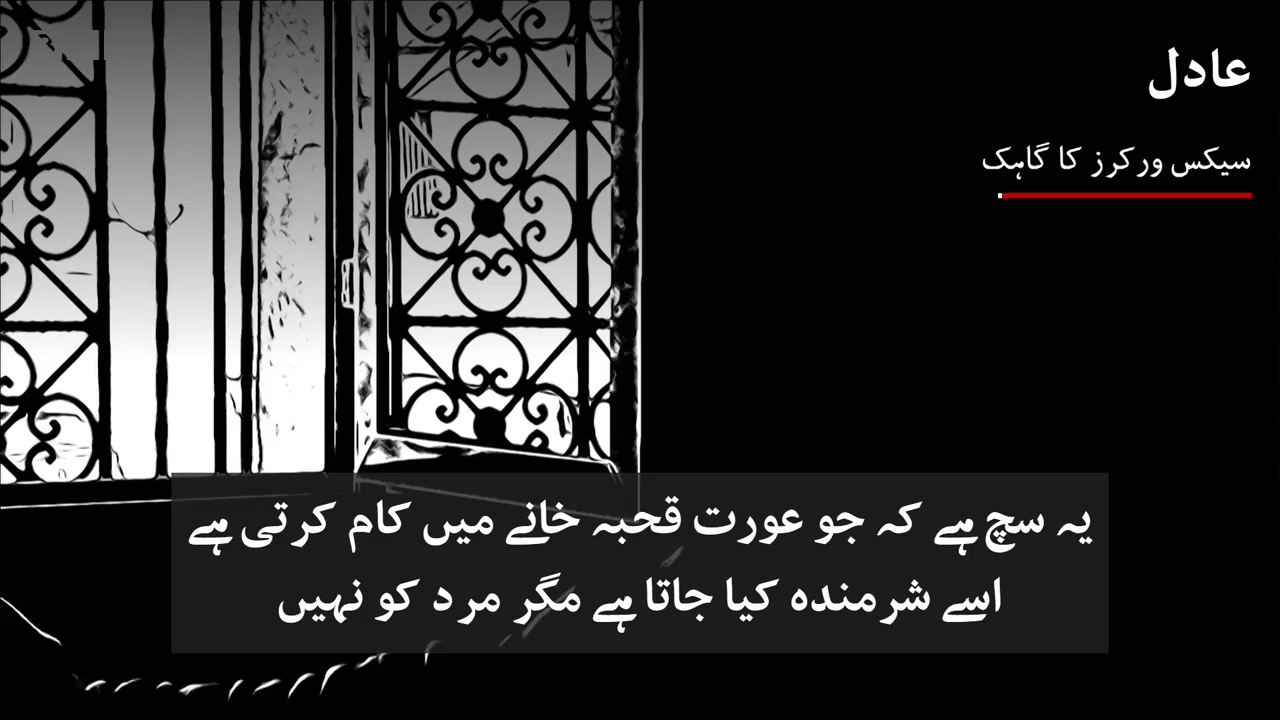 عادل
سیکس ورکرز کا گاہک
یہ سچ ہے کہ جو عورت قحبہ خانے میں کام کرتی ہے
اسے شرمندہ کیا جاتا ہے مگر مرد کو نہیں